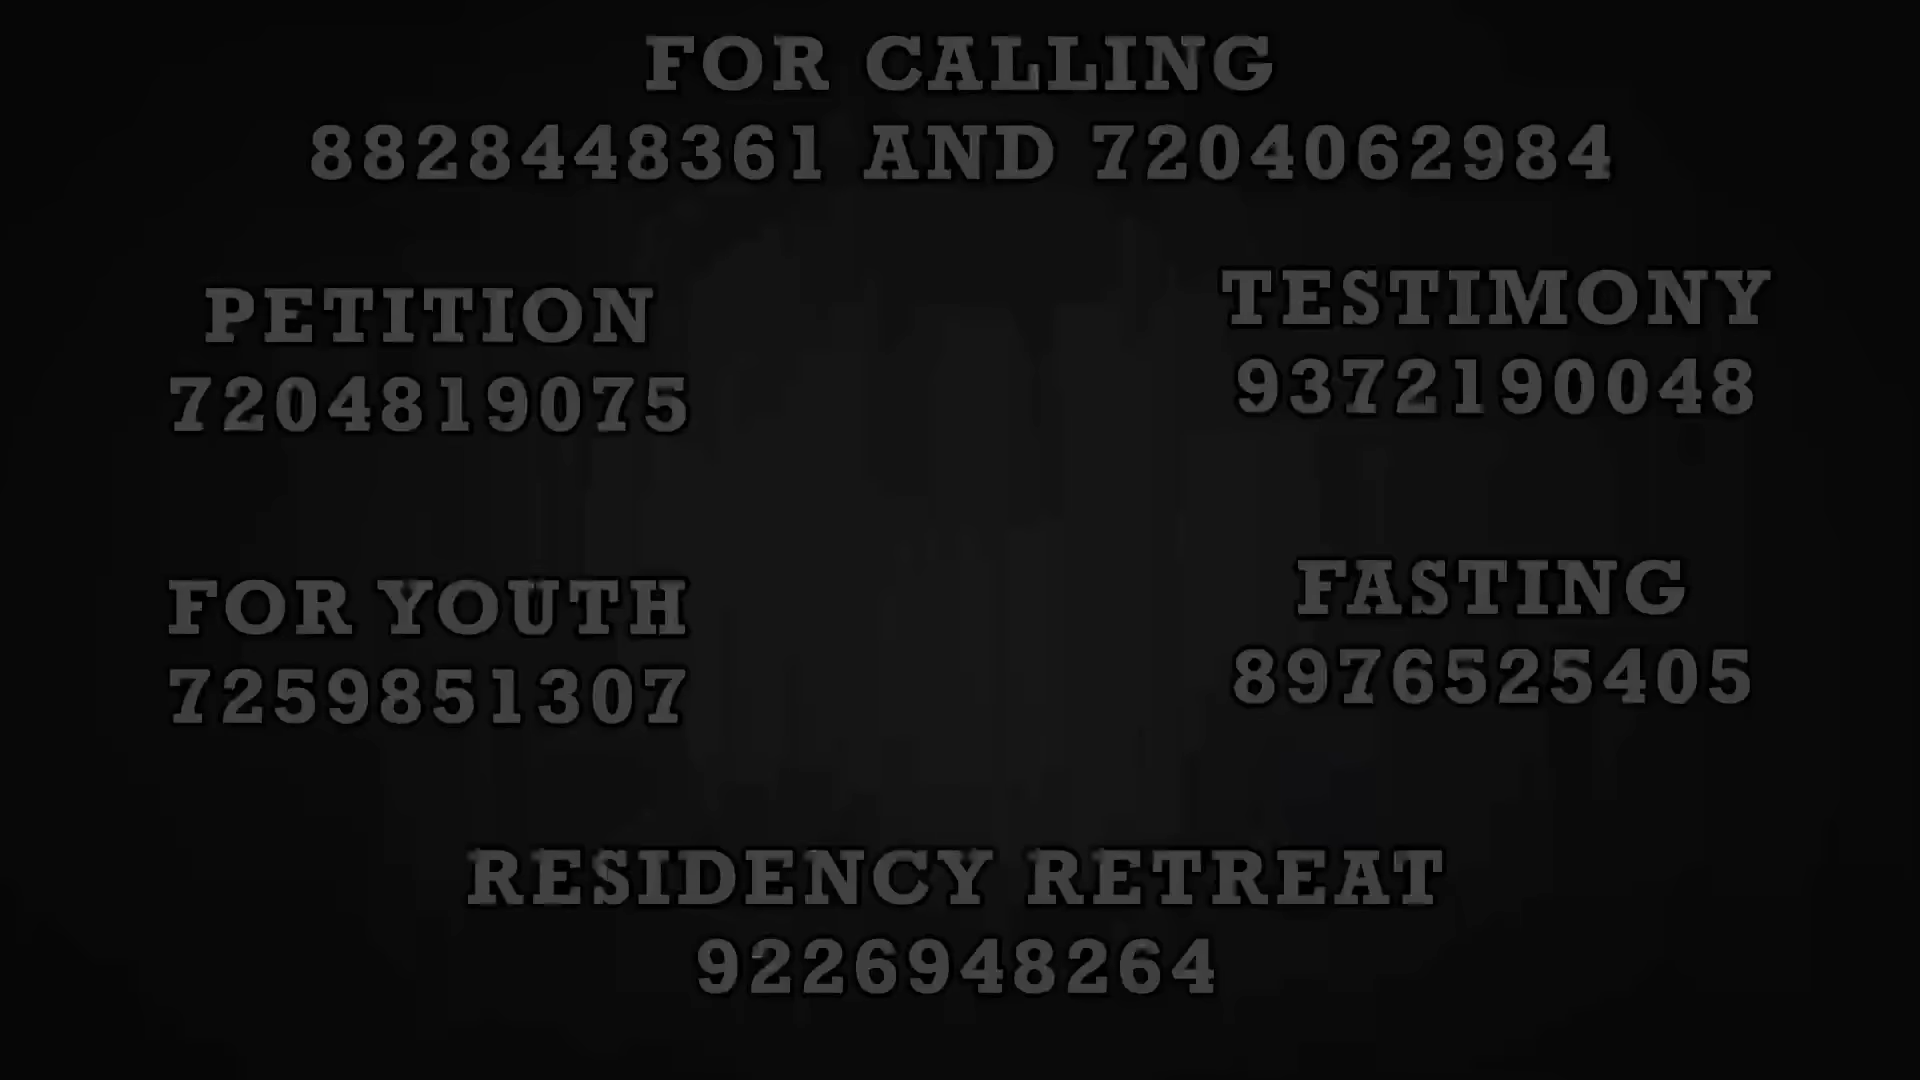 FOR CALLING
8828448361 AND 7204062984
PETITION
7204819075
TESTIMONY
9372190048
FOR YOUTH
7259851307
FASTING
8976525405
RESIDENCY RETREAT
9226948264